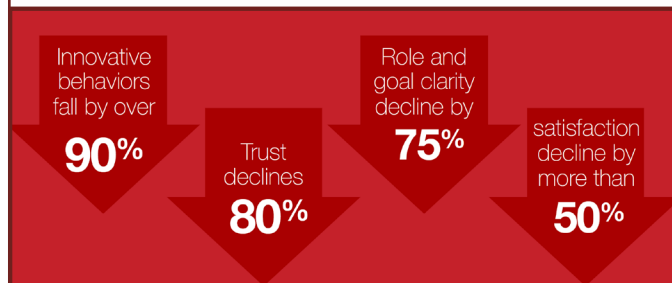 Innovative
behaviors
fall by over
90%
Trust
declines
80%
Role and
goal clarity
decline by
75%
satisfaction
decline by
more than
50%